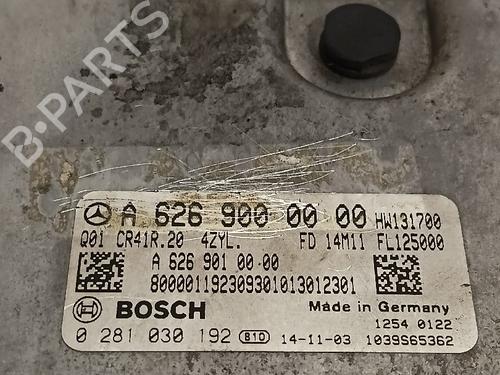 B·PARTS
A 626 900 00 00 HW131700
Q01 CR41R.20 4ZYL. FD 14M11 FL125000
A 626 901 00·00
800001192309301013012301
BOSCH Made in Germany
1254 0122
0 281 030 192 B10 14-11-03 1039S65362